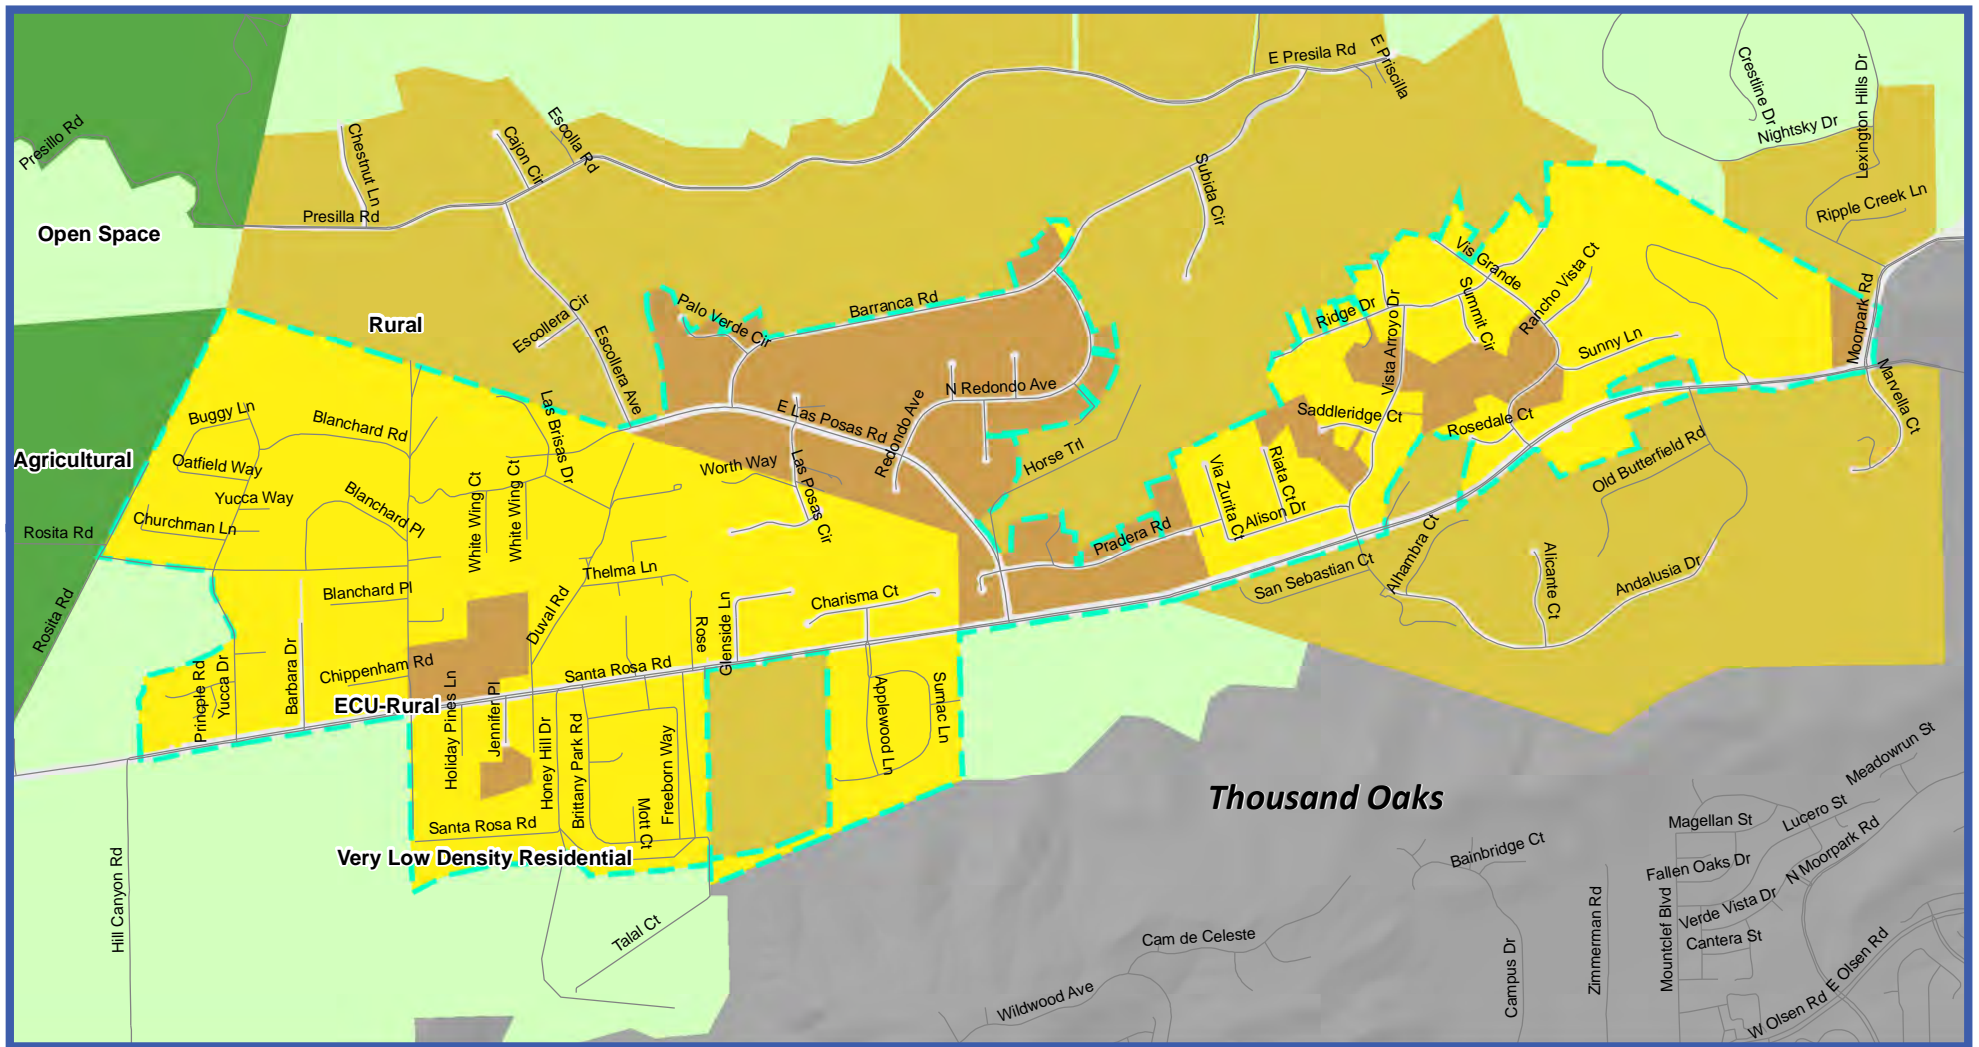 E Presila Rd
E Priscilla
Crestline Dr
Nightsky Dr
Lexington Hills Dr
Ripple Creek Ln
Presillo Rd
Chestnut Ln
Cajon Cir
Escolla Rd
Presilla Rd
Subida Cir
Open Space
Rural
Escollera Cir
Escollera Ave
Palo Verde Cir
Barranca Rd
Vis Grande
Rancho Vista Ct
Summit Cir
Ridge Dr
Vista Arroyo Dr
Sunny Ln
Moorpark Rd
Marvella Ct
Buggy Ln
Blanchard Rd
Las Brisas Dr
E Las Posas Rd
Redondo Ave
N Redondo Ave
Saddleridge Ct
Rosedale Ct
Agricultural
Oatfield Way
Yucca Way
Churchman Ln
Blanchard Pl
White Wing Ct
White Wing Ct
Worth Way
Las Posas Cir
Horse Trl
Via Zurita Ct
Riata Ct
Alison Dr
Pradera Rd
Old Butterfield Rd
Rosita Rd
Rosita Rd
Blanchard Pl
Thelma Ln
Duval Rd
Charisma Ct
Rose
Glenside Ln
San Sebastian Ct
Alhambra Ct
Alicante Ct
Andalusia Dr
Principle Rd
Yucca Dr
Barbara Dr
Chippenham Rd
Santa Rosa Rd
ECU-Rural
Holiday Pines Ln
Jennifer Pl
Honey Hill Dr
Brittany Park Rd
Freeborn Way
Mott Ct
Applewood Ln
Sumac Ln
Santa Rosa Rd
Very Low Density Residential
Thousand Oaks
Hill Canyon Rd
Talal Ct
Cam de Celeste
Wildwood Ave
Bainbridge Ct
Campus Dr
Zimmerman Rd
Mountclef Blvd
Magellan St
Lucero St
Meadowrun St
Fallen Oaks Dr
N Moorpark Rd
Verde Vista Dr
Cantera St
E Olsen Rd
W Olsen Rd